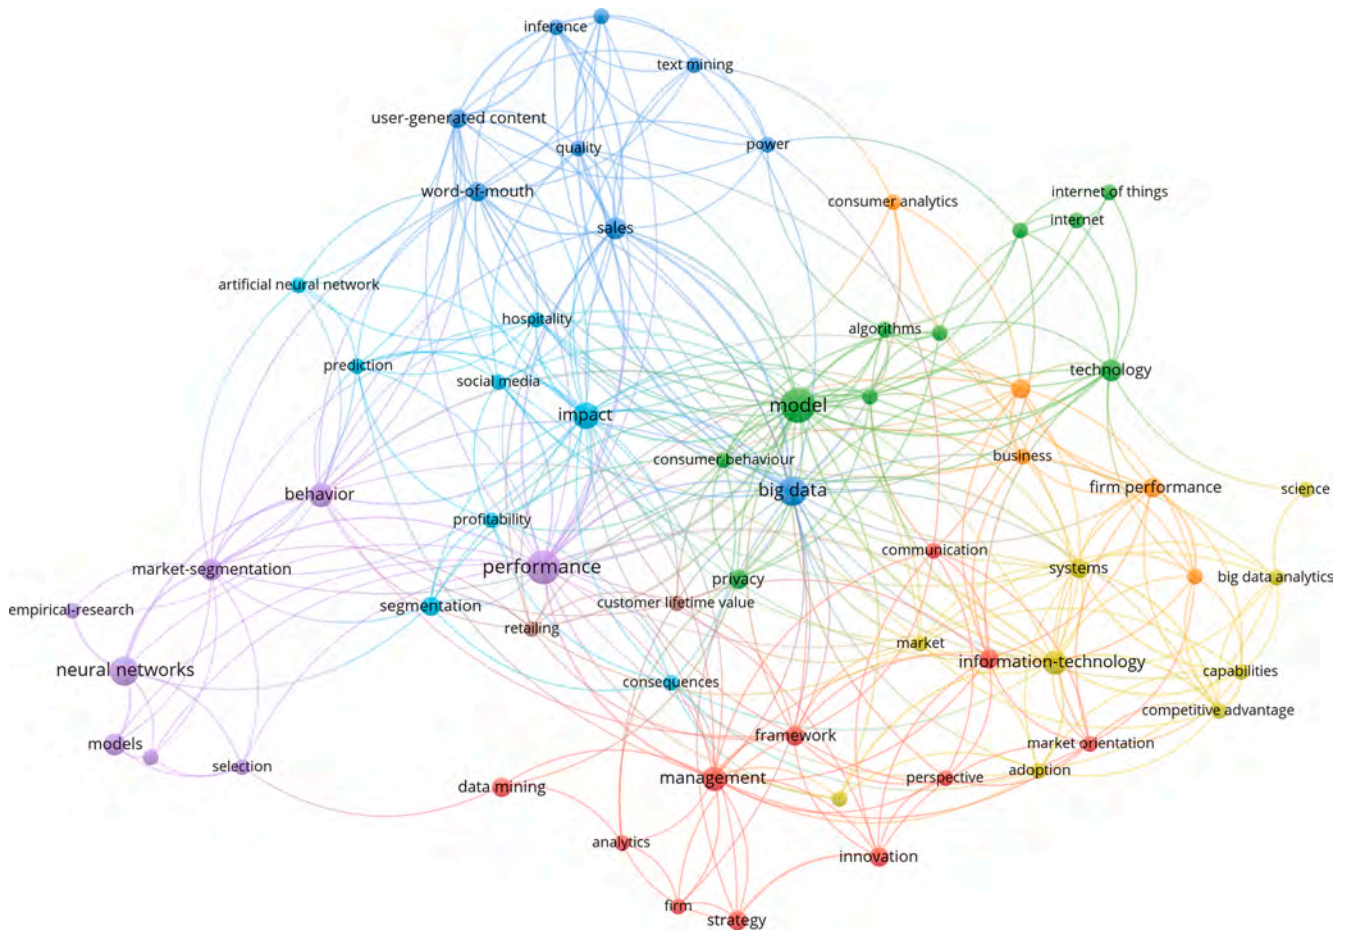 inference
text mining
user-generated content
quality
power
word-of-mouth
internet of things
consumer analytics
internet
sales
artificial neural network
hospitality
algorithms
prediction
social media
technology
model
impact
consumer behaviour
business
big data
firm performance
science
behavior
profitability
communication
performance
market-segmentation
systems
privacy
big data analytics
empirical-research
segmentation
customer lifetime value
retailing
market
information-technology
neural networks
capabilities
consequences
competitive advantage
framework
models
market orientation
selection
adoption
management
perspective
data mining
analytics
innovation
firm
strategy